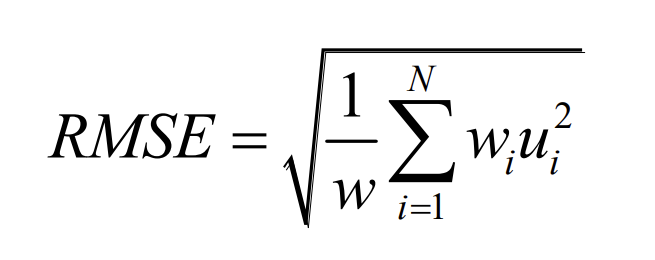 RMSE = √(1/w ∑_{i=1}^{N} w_i u_i^2)